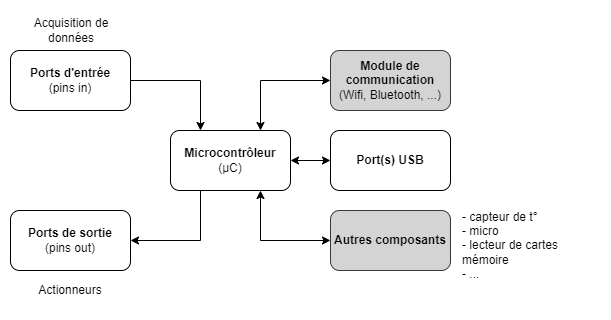 Acquisition de
données
Ports d'entrée
(pins in)
Module de
communication
(Wifi, Bluetooth, ...)
Microcontrôleur
(µC)
Port(s) USB
Ports de sortie
(pins out)
Autres composants
- capteur de t°
- micro
- lecteur de cartes
mémoire
- ...
Actionneurs